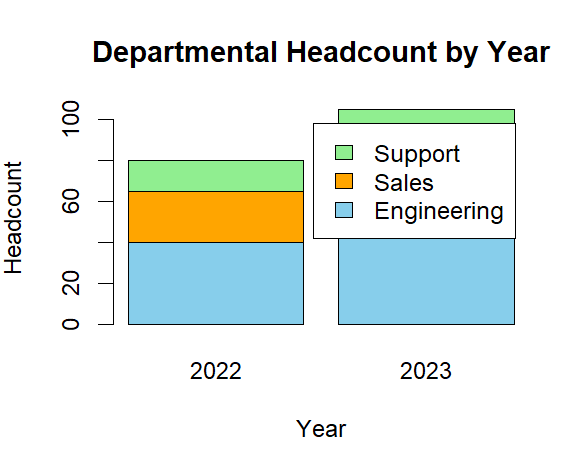 Departmental Headcount by Year
Headcount
100
60
20
0
Support
Sales
Engineering
2022
2023
Year